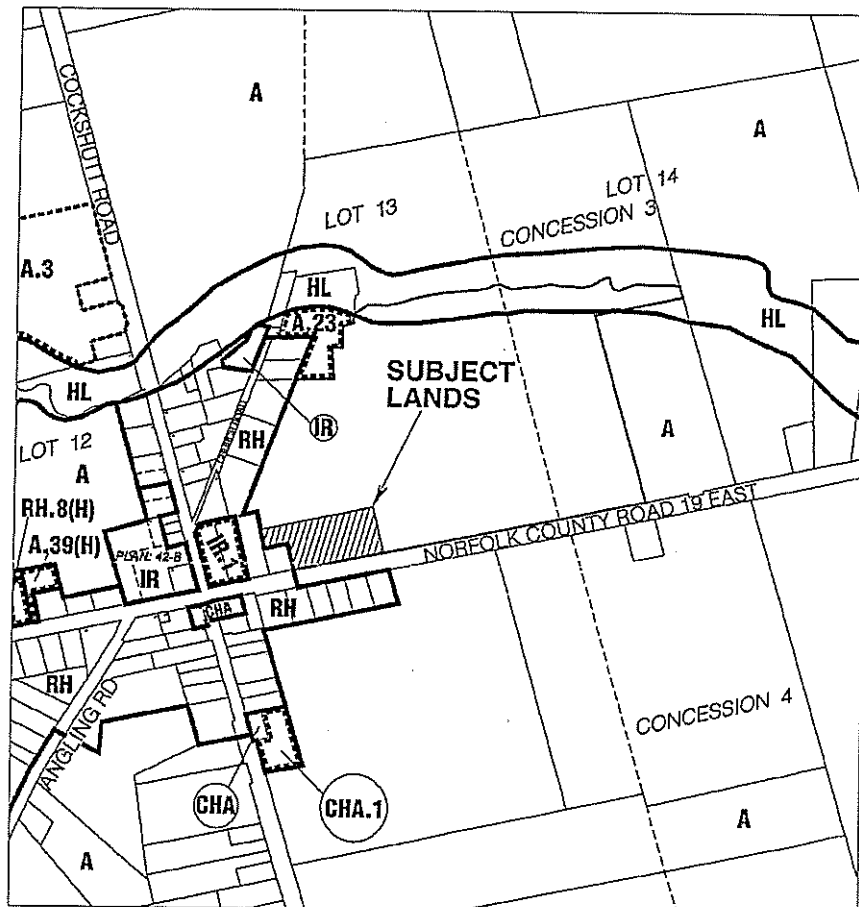 COCKSHUTT ROAD
A
A
LOT 13
LOT 14
CONCESSION 3
A.3
HL
A.23
HL
HL
SUBJECT
LANDS
IR
LOT 12
RH
A
A
RH.8(H)
A.39(H)
IR
IR.1
NORFOLK COUNTY ROAD 19 EAST
CHA
RH
RH
ANGLING RD
CONCESSION 4
CHA
CHA.1
A
A